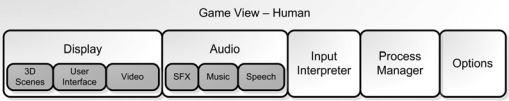 Game View – Human
Display
3D
Scenes
User
Interface
Video
Audio
SFX
Music
Speech
Input
Interpreter
Process
Manager
Options